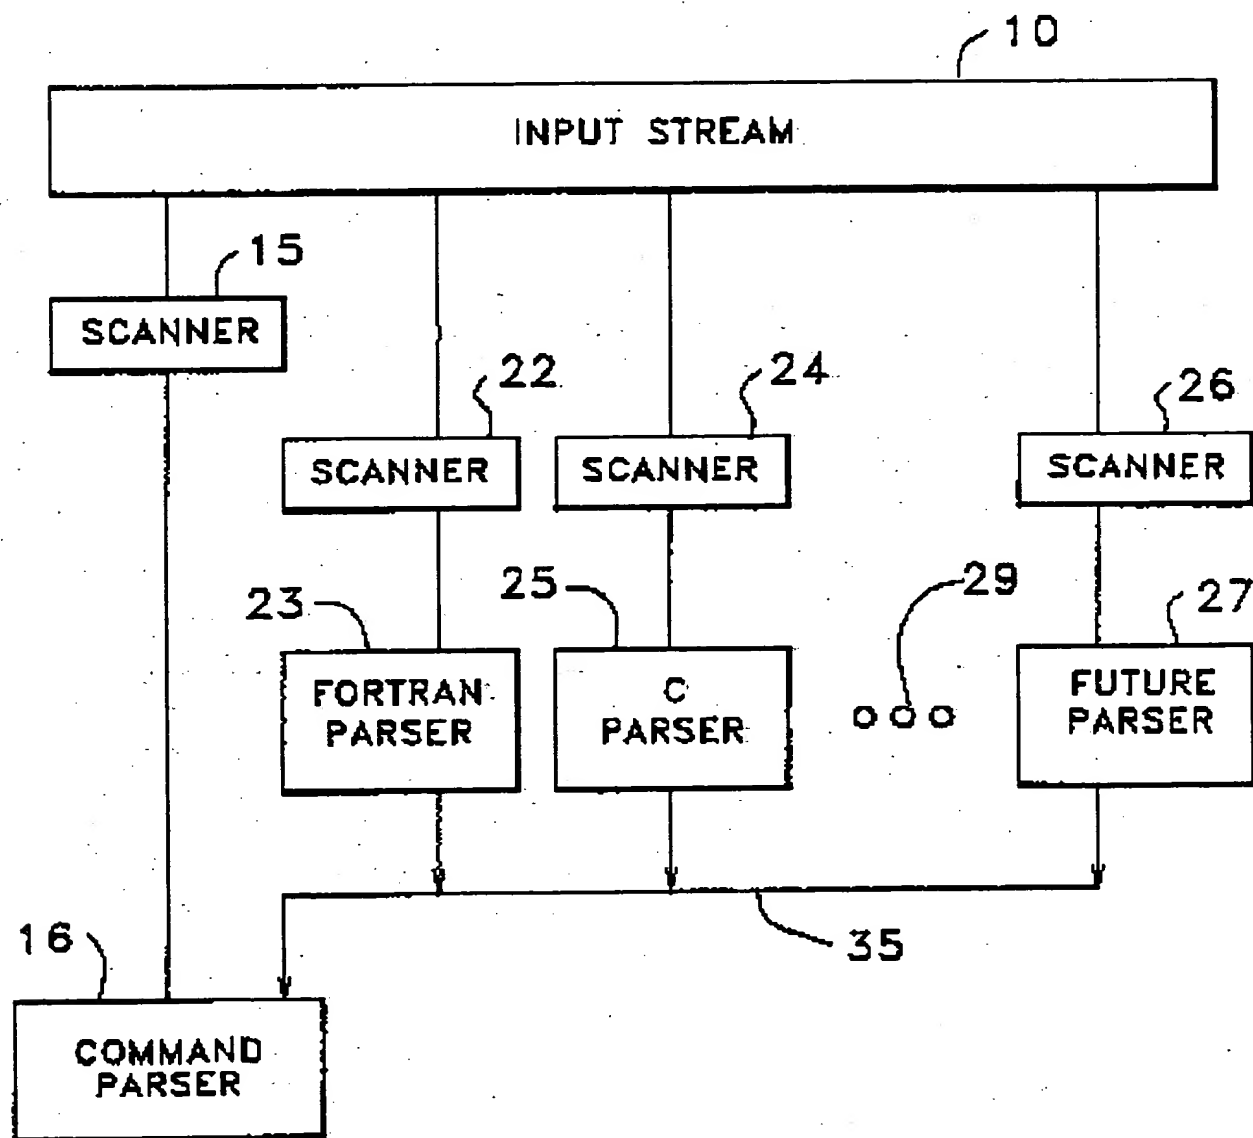 10
INPUT STREAM
15
SCANNER
22
24
26
SCANNER
SCANNER
SCANNER
23
25
29
27
FORTRAN
PARSER
C
PARSER
FUTURE
PARSER
35
16
COMMAND
PARSER